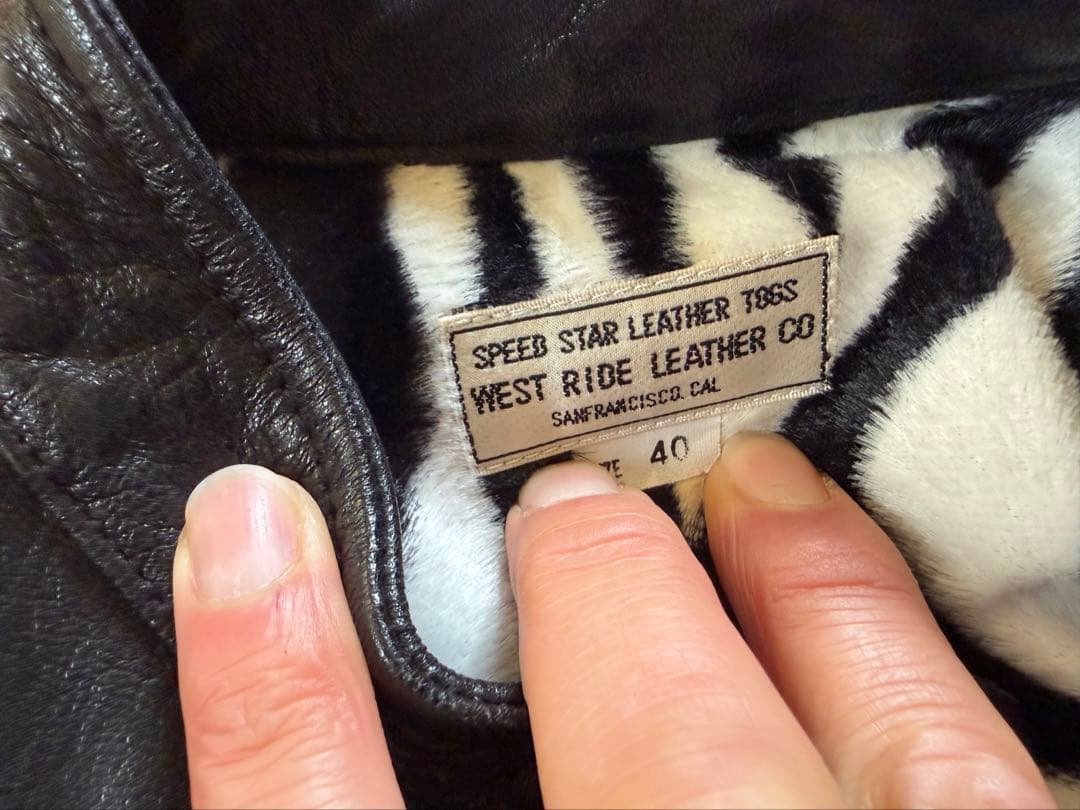 SPEED STAR LEATHER TOGS
WEST RIDE LEATHER CO
SANFRANCISCO. CAL
40